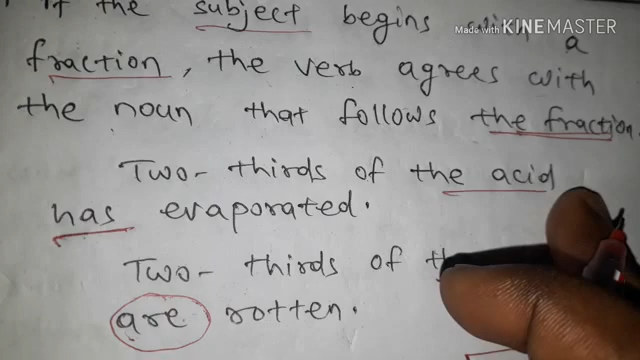 If the subject begins with a
fraction, the verb agrees with
the noun that follows the fraction.
Two-thirds of the acid
has evaporated.
Two-thirds of
are rotten.
Made with KINEMASTER